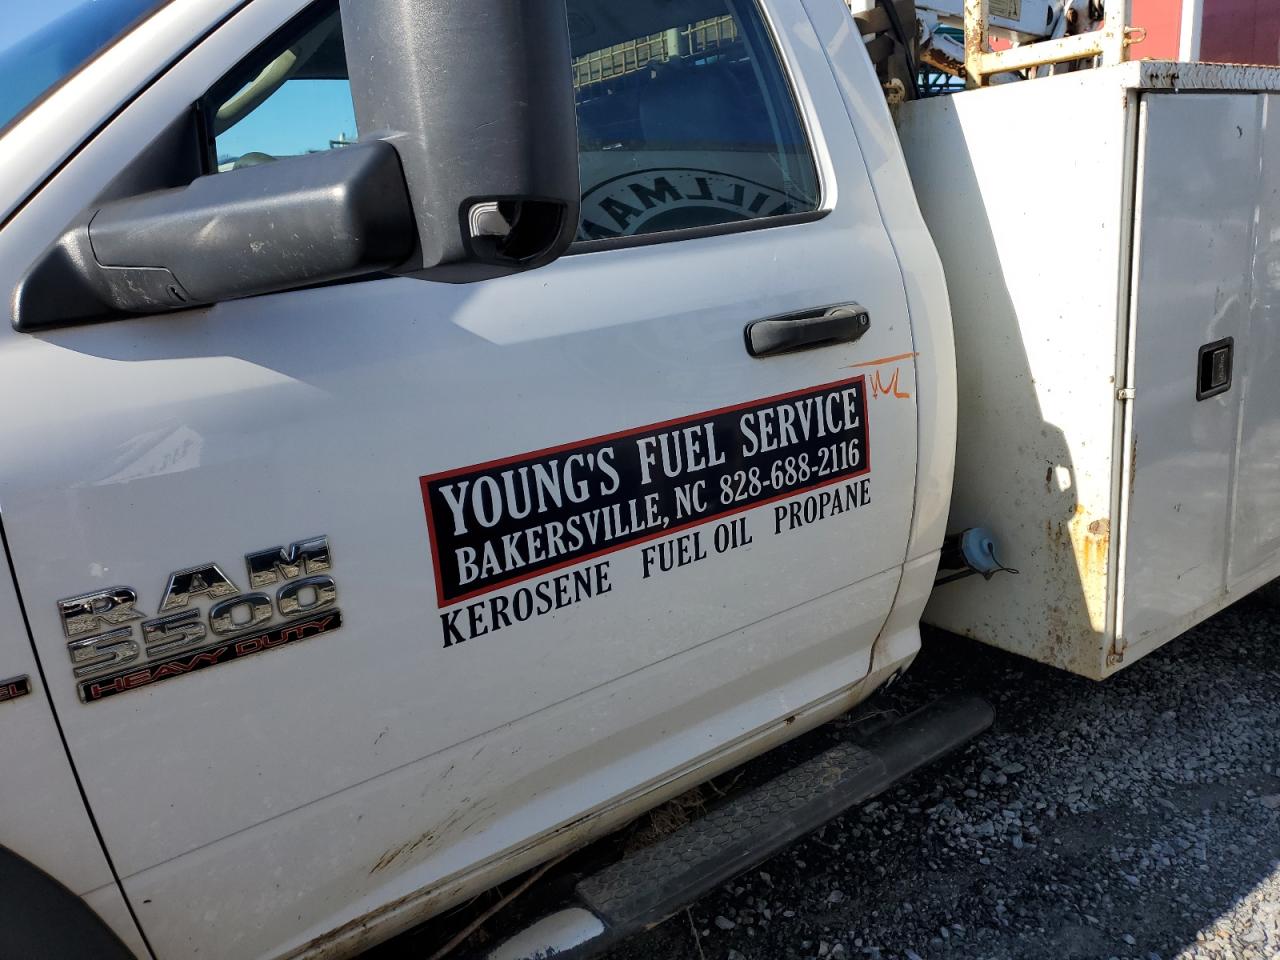 YOUNG'S FUEL SERVICE
BAKERSVILLE, NC 828-688-2116
KEROSENE FUEL OIL PROPANE
RAM
5500
HEAVY DUTY